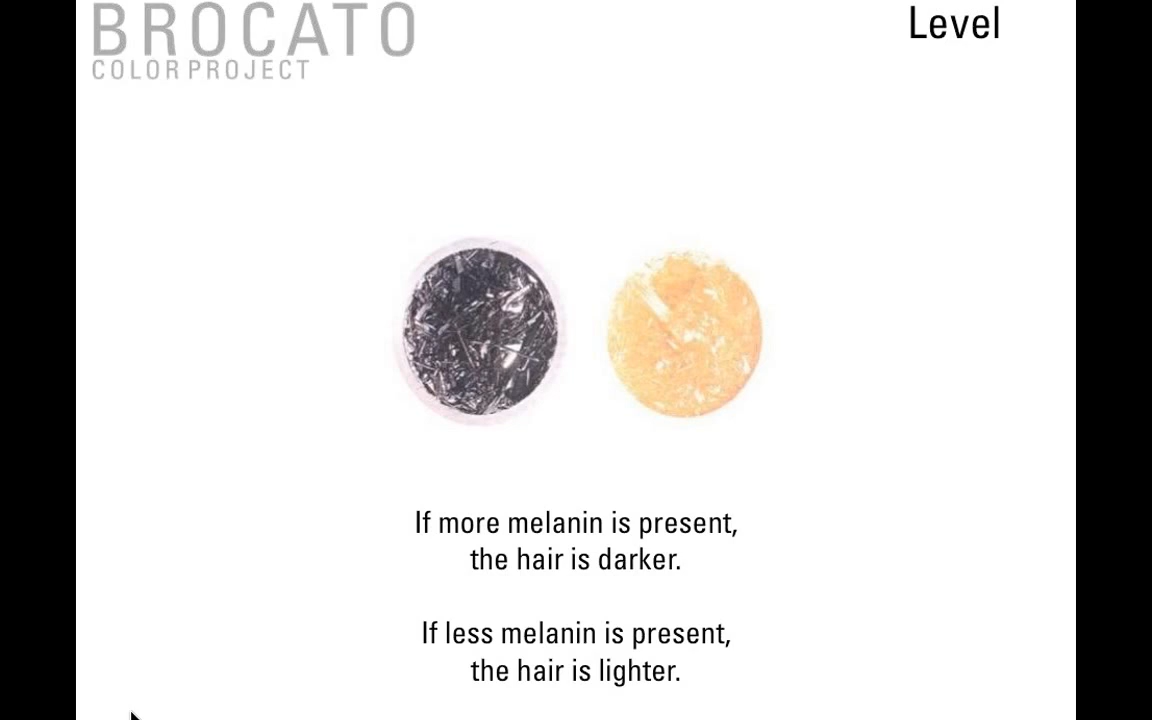 BROCATO
COLOR PROJECT
Level
If more melanin is present,
the hair is darker.
If less melanin is present,
the hair is lighter.